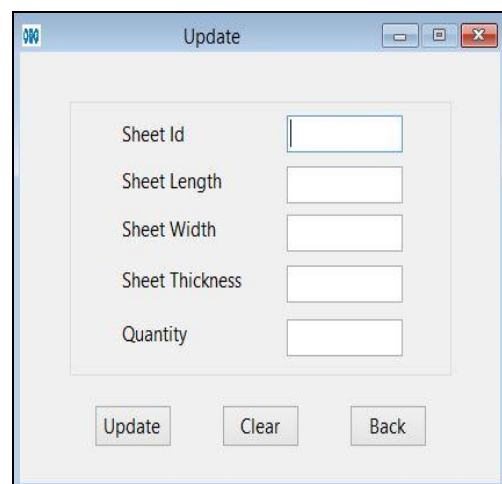 Update
Sheet Id
Sheet Length
Sheet Width
Sheet Thickness
Quantity
Update Clear Back